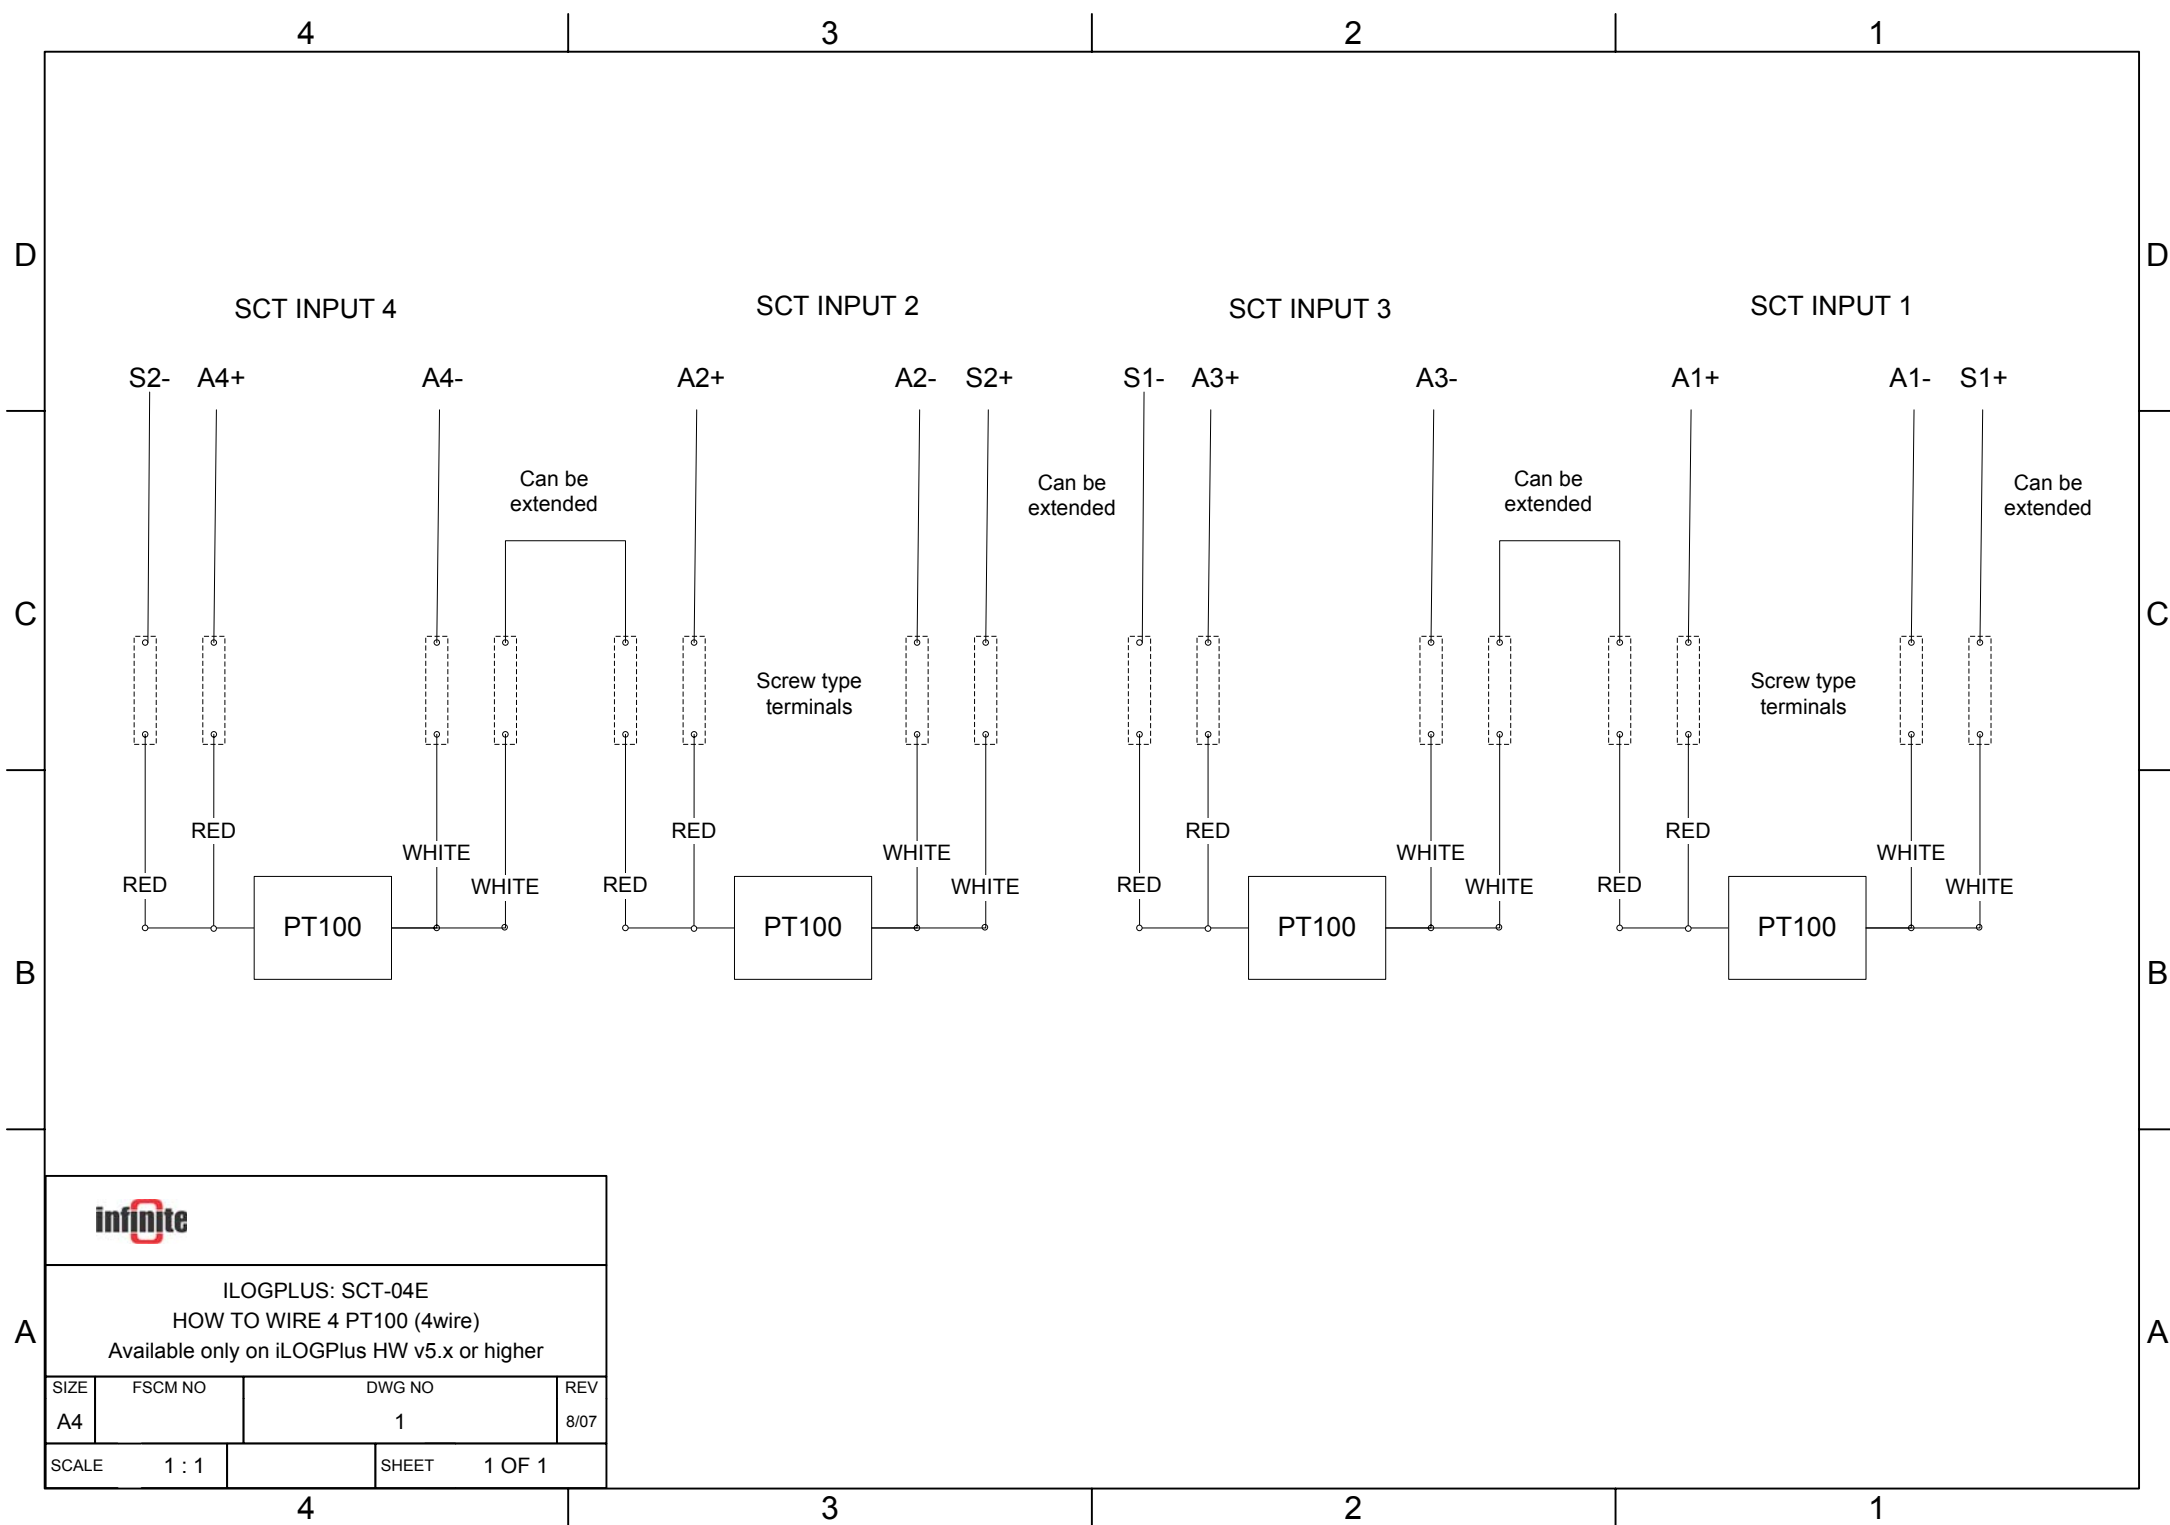 4 3 2 1
D D
SCT INPUT 4 SCT INPUT 2 SCT INPUT 3 SCT INPUT 1
S2- A4+ A4- A2+ A2- S2+ S1- A3+ A3- A1+ A1- S1+
Can be
extended
Can be
extended
Can be
extended
Can be
extended
C C
Screw type
terminals
Screw type
terminals
RED RED RED RED
WHITE WHITE WHITE WHITE
RED WHITE RED WHITE RED WHITE RED WHITE
PT100 PT100 PT100 PT100
B B
infinite
ILOGPLUS: SCT-04E
HOW TO WIRE 4 PT100 (4wire)
Available only on iLOGPlus HW v5.x or higher
A A
SIZE FSCM NO DWG NO REV
A4 1 8/07
SCALE 1 : 1 SHEET 1 OF 1
4 3 2 1